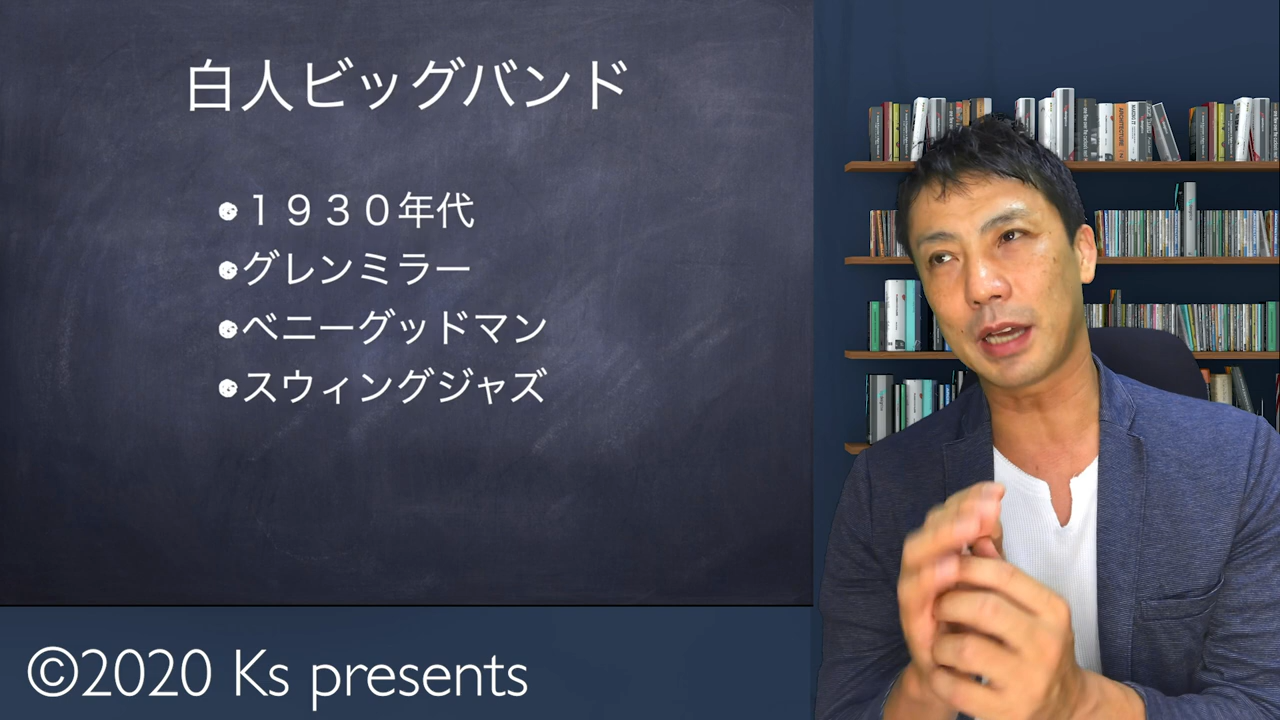 白人ビッグバンド
１９３０年代
グレンミラー
ベニーグッドマン
スウィングジャズ
©2020 Ks presents
ARCHITECTURE